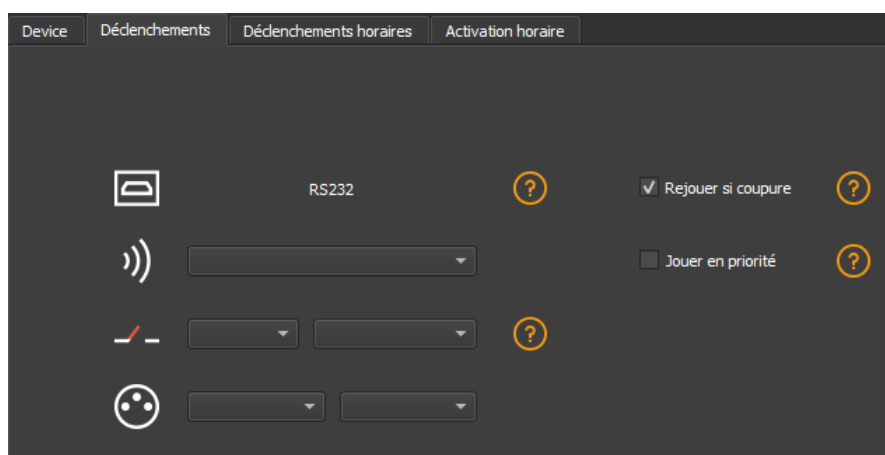 Device Déclenchements Déclenchements horaires Activation horaire
RS232 ? Rejouer si coupure ?
Jouer en priorité ?
?